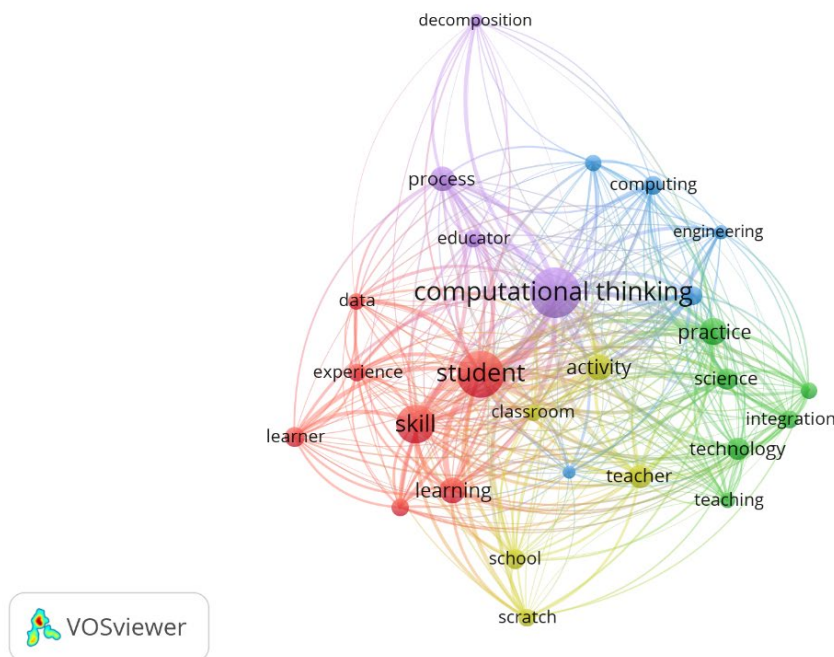 decomposition
process
computing
educator
engineering
computational thinking
data
practice
experience
student
activity
science
classroom
integration
learner
skill
technology
learning
teacher
teaching
school
scratch
VOSviewer